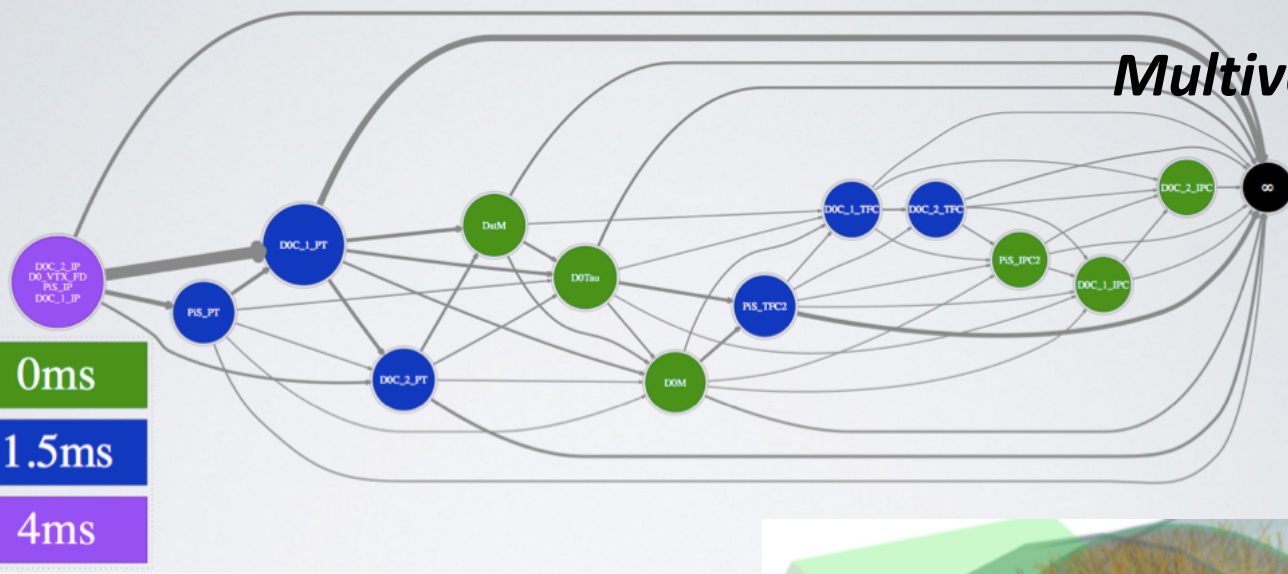 Multiv
D0C_2_IP
D0_VTX_FD
PiS_IP
D0C_1_IP
PiS_PT
D0C_1_PT
D0C_2_PT
DstM
D0Tau
D0M
PiS_TFC2
D0C_1_TFC
D0C_2_TFC
PiS_IPC2
D0C_1_IPC
D0C_2_IPC
∞
0ms
1.5ms
4ms